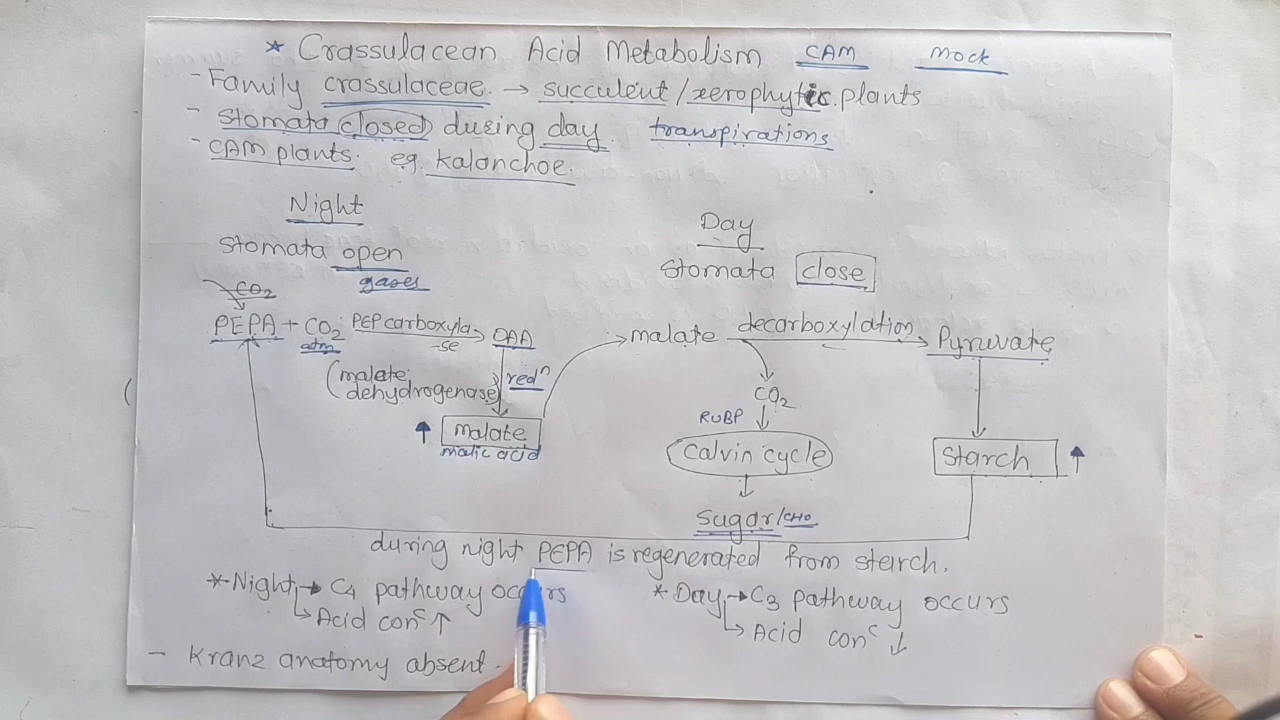 * Crassulacean Acid Metabolism CAM Mock
- Family crassulaceae. → succulent/xerophytic plants
- Stomata closed during day transpirations
- CAM plants. eg. kalanchoe.
Night
Stomata open
gases
Day
Stomata close
CO2
PEPA + CO2 PEP carboxyla-se → OAA
atm
(malate dehydrogenase) redn
↑ malate
malic acid
→ malate decarboxylation → Pyruvate
CO2
RUBP
calvin cycle
Sugar/CHO
Starch ↑
during night PEPA is regenerated from starch.
* Night → C4 pathway occurs
↳ Acid conc ↑
* Day → C3 pathway occurs
↳ Acid conc ↓
- Kranz anatomy absent.